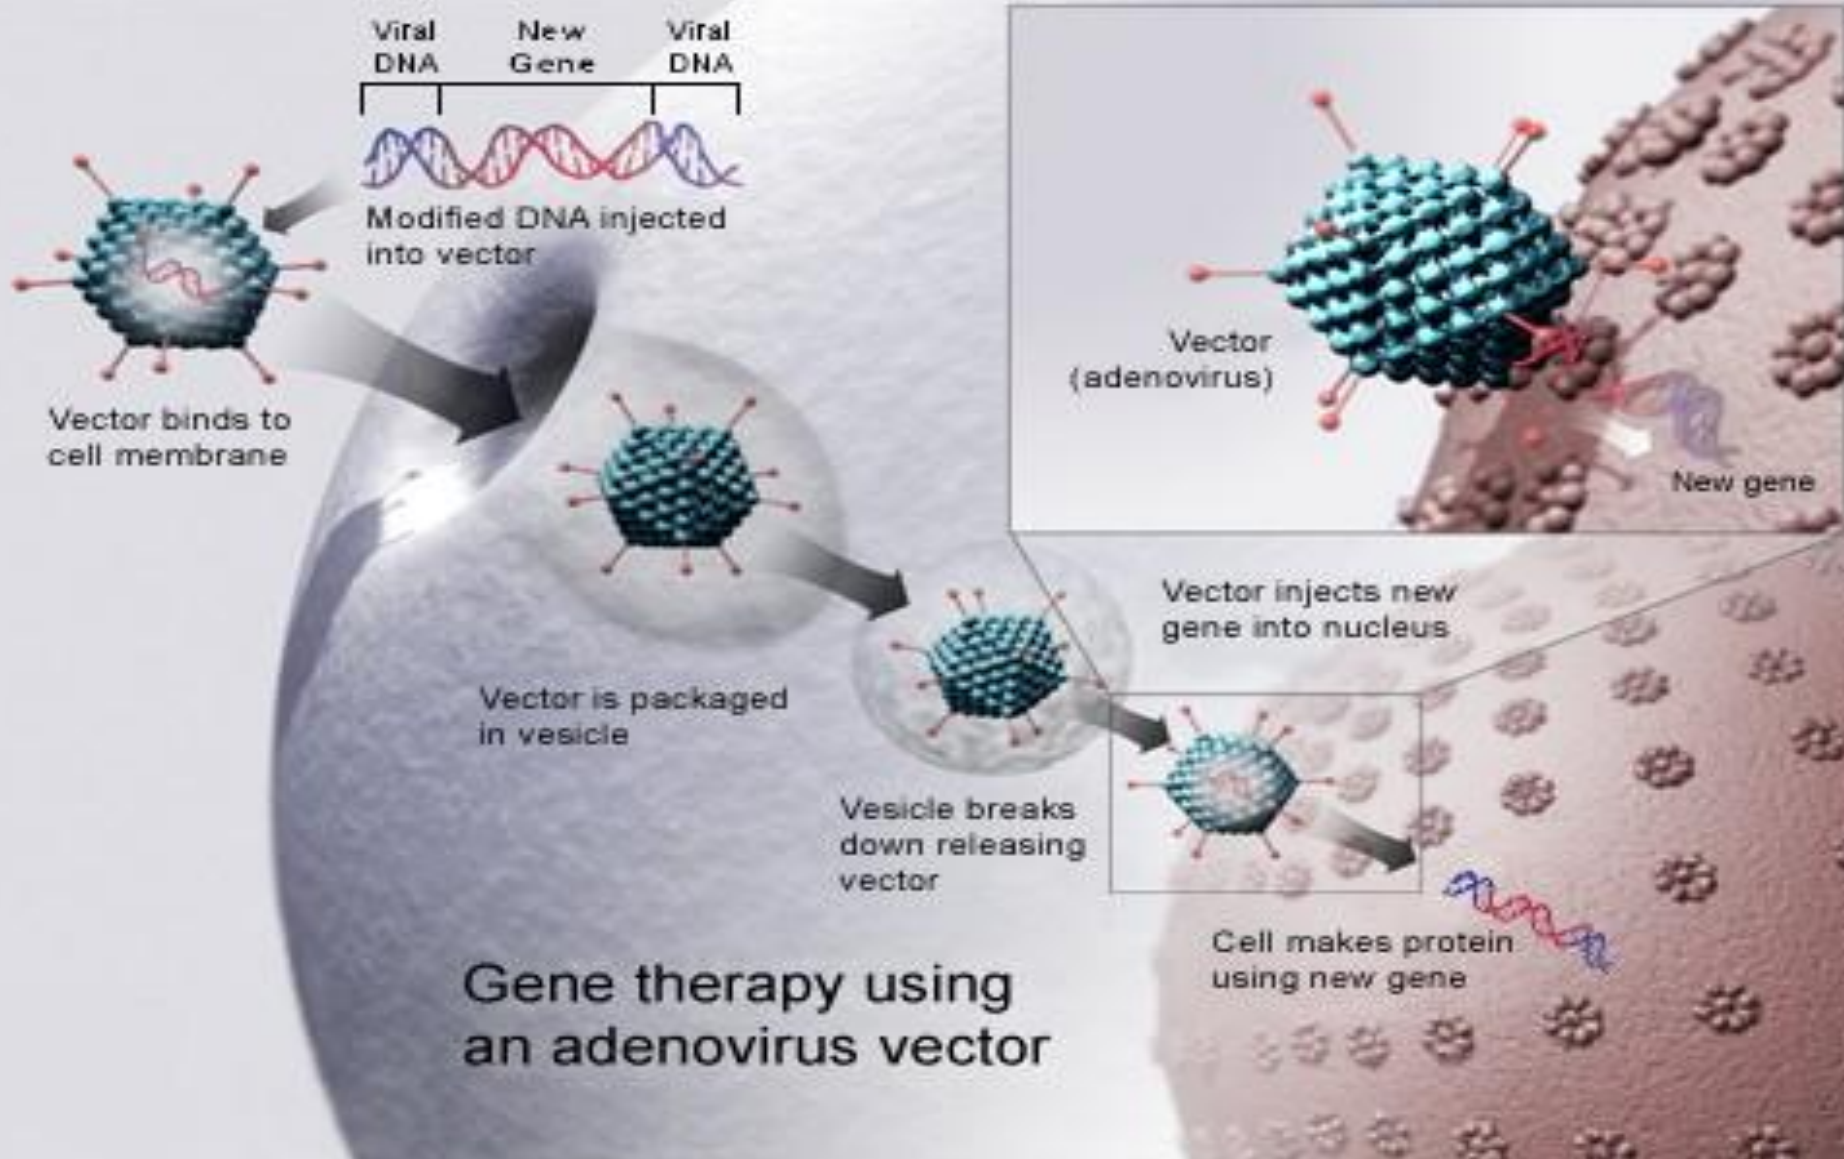 Viral
DNA
New
Gene
Viral
DNA
Modified DNA injected
into vector
Vector binds to
cell membrane
Vector
(adenovirus)
New gene
Vector injects new
gene into nucleus
Vector is packaged
in vesicle
Vesicle breaks
down releasing
vector
Cell makes protein
using new gene
Gene therapy using
an adenovirus vector